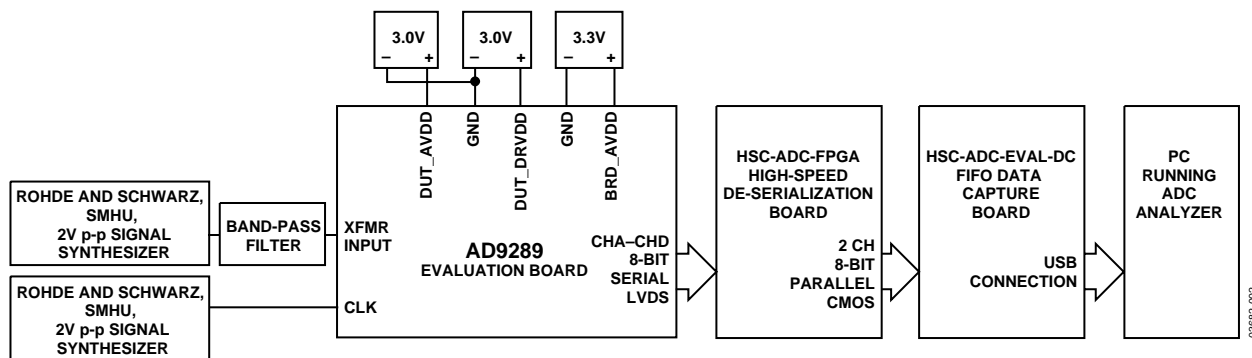 3.0V
– +
3.0V
– +
3.3V
– +
DUT_AVDD
GND
DUT_DRVDD
GND
BRD_AVDD
ROHDE AND SCHWARZ,
SMHU,
2V p-p SIGNAL
SYNTHESIZER
BAND-PASS
FILTER
XFMR
INPUT
AD9289
EVALUATION BOARD
CHA–CHD
8-BIT
SERIAL
LVDS
CLK
ROHDE AND SCHWARZ,
SMHU,
2V p-p SIGNAL
SYNTHESIZER
HSC-ADC-FPGA
HIGH-SPEED
DE-SERIALIZATION
BOARD
2 CH
8-BIT
PARALLEL
CMOS
HSC-ADC-EVAL-DC
FIFO DATA
CAPTURE
BOARD
USB
CONNECTION
PC
RUNNING
ADC
ANALYZER